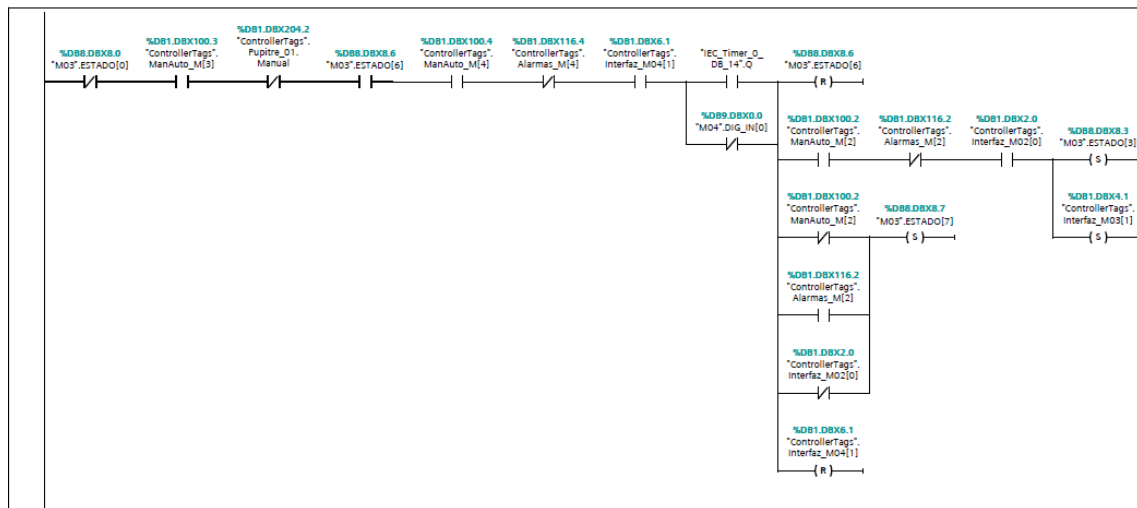 %DB8.DBX8.0
"M03".ESTADO[0]
%DB1.DBX100.3
"ControllerTags".
ManAuto_M[3]
%DB1.DBX204.2
"ControllerTags".
Pupitre_01.
Manual
%DB8.DBX8.6
"M03".ESTADO[6]
%DB1.DBX100.4
"ControllerTags".
ManAuto_M[4]
%DB1.DBX116.4
"ControllerTags".
Alarmas_M[4]
%DB1.DBX6.1
"ControllerTags".
Interfaz_M04[1]
"IEC_Timer_0_
DB_14".Q
%DB8.DBX8.6
"M03".ESTADO[6]
R
%DB9.DBX0.0
"M04".DIG_IN[0]
%DB1.DBX100.2
"ControllerTags".
ManAuto_M[2]
%DB1.DBX116.2
"ControllerTags".
Alarmas_M[2]
%DB1.DBX2.0
"ControllerTags".
Interfaz_M02[0]
%DB8.DBX8.3
"M03".ESTADO[3]
S
%DB1.DBX4.1
"ControllerTags".
Interfaz_M03[1]
S
%DB1.DBX100.2
"ControllerTags".
ManAuto_M[2]
%DB8.DBX8.7
"M03".ESTADO[7]
S
%DB1.DBX116.2
"ControllerTags".
Alarmas_M[2]
%DB1.DBX2.0
"ControllerTags".
Interfaz_M02[0]
%DB1.DBX6.1
"ControllerTags".
Interfaz_M04[1]
R